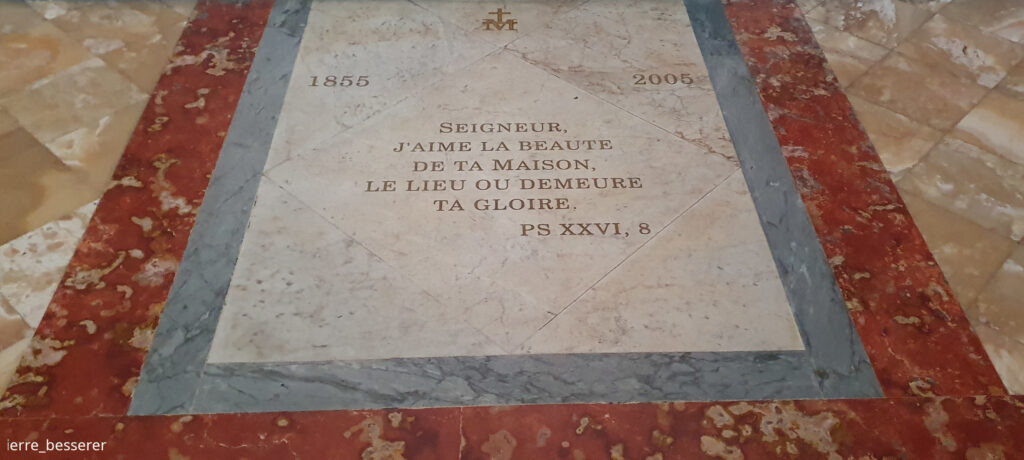 M
1855 2005
SEIGNEUR,
J'AIME LA BEAUTE
DE TA MAISON,
LE LIEU OU DEMEURE
TA GLOIRE.
PS XXVI, 8
ierre_besserer